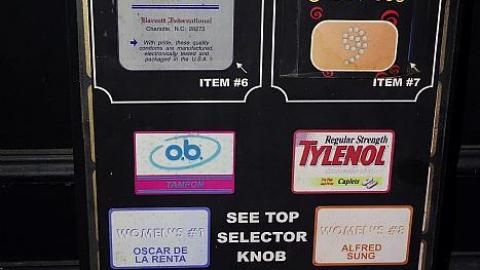 Barnett International
Charlotte, N.C. 28273
With pride, these quality
condoms are manufactured,
electronically tested and
packaged in the U.S.A.!
ITEM #6
ITEM #7
o.b.
TAMPON
Regular Strength
TYLENOL
Caplets
WOMEN'S #1
OSCAR DE
LA RENTA
SEE TOP
SELECTOR
KNOB
WOMEN'S #2
ALFRED
SUNG